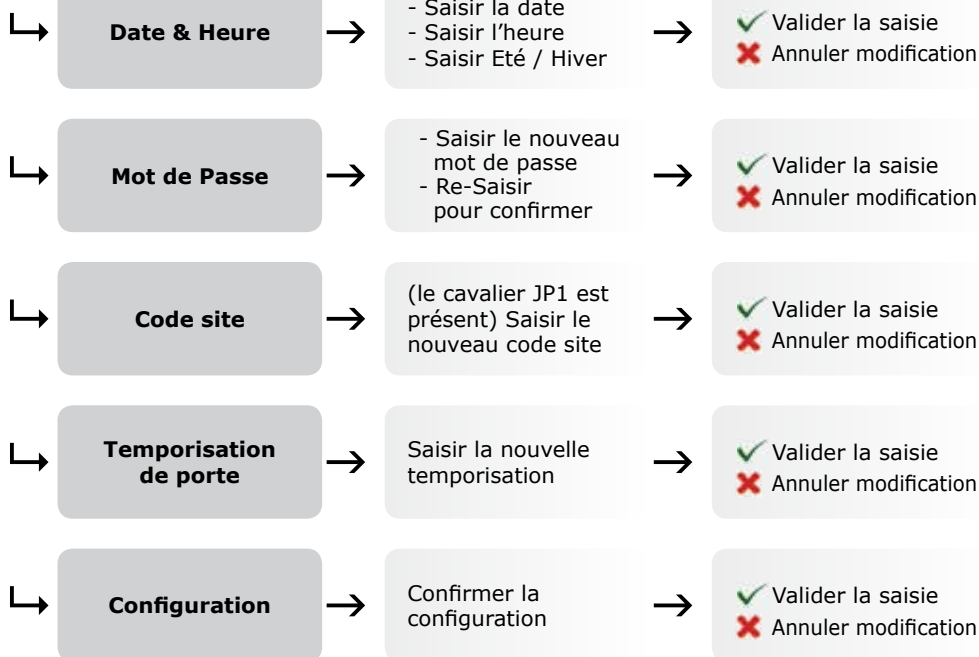 Date & Heure
- Saisir la date
- Saisir l'heure
- Saisir Eté / Hiver
Valider la saisie
Annuler modification
Mot de Passe
- Saisir le nouveau
mot de passe
- Re-Saisir
pour confirmer
Valider la saisie
Annuler modification
Code site
(le cavalier JP1 est
présent) Saisir le
nouveau code site
Valider la saisie
Annuler modification
Temporisation
de porte
Saisir la nouvelle
temporisation
Valider la saisie
Annuler modification
Configuration
Confirmer la
configuration
Valider la saisie
Annuler modification